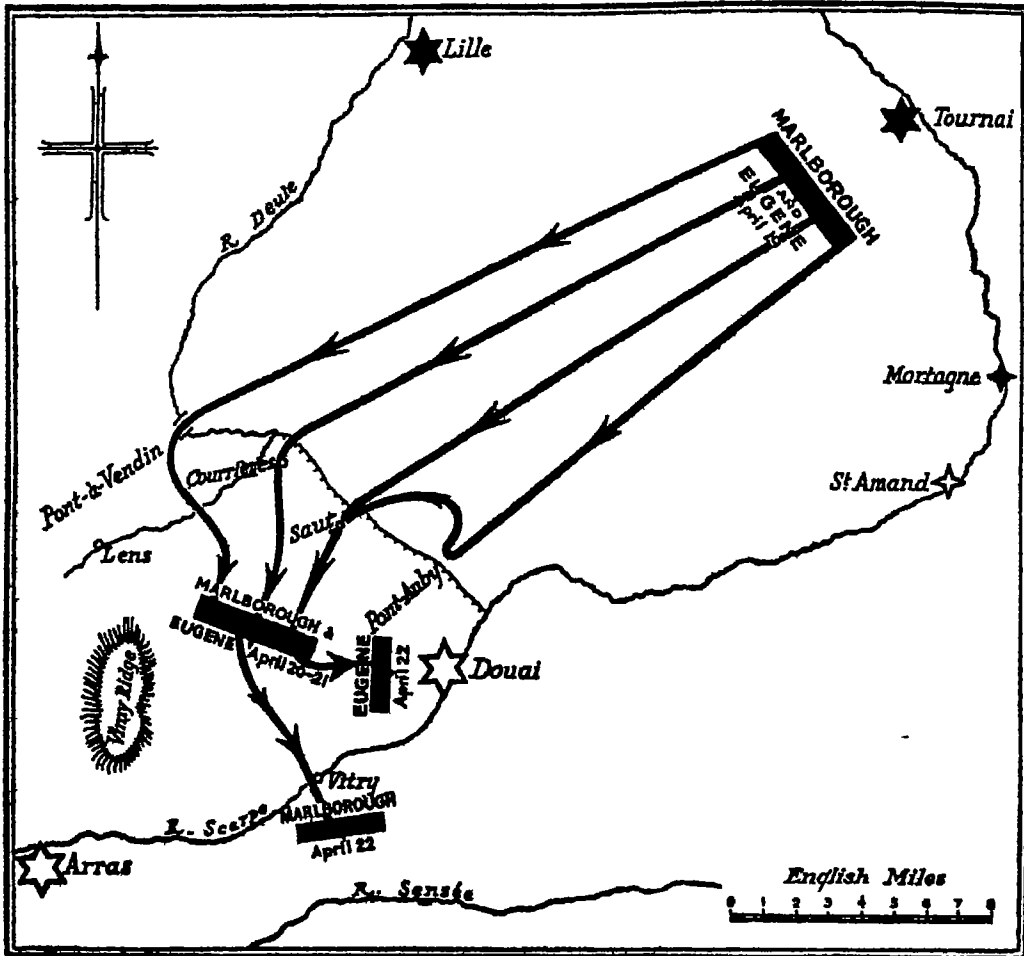 Lille
Tournai
MARLBOROUGH
AND
EUGENE
April 19
R. Deule
Mortagne
St Amand
Pont-à-Vendin
Courrières
Saut
Lens
Pont-Auby
MARLBOROUGH &
EUGENE April 20-21
EUGENE
April 22
Douai
Vimy Ridge
Vitry
MARLBOROUGH
April 22
R. Scarpe
Arras
R. Sensée
English Miles
0 1 2 3 4 5 6 7 8